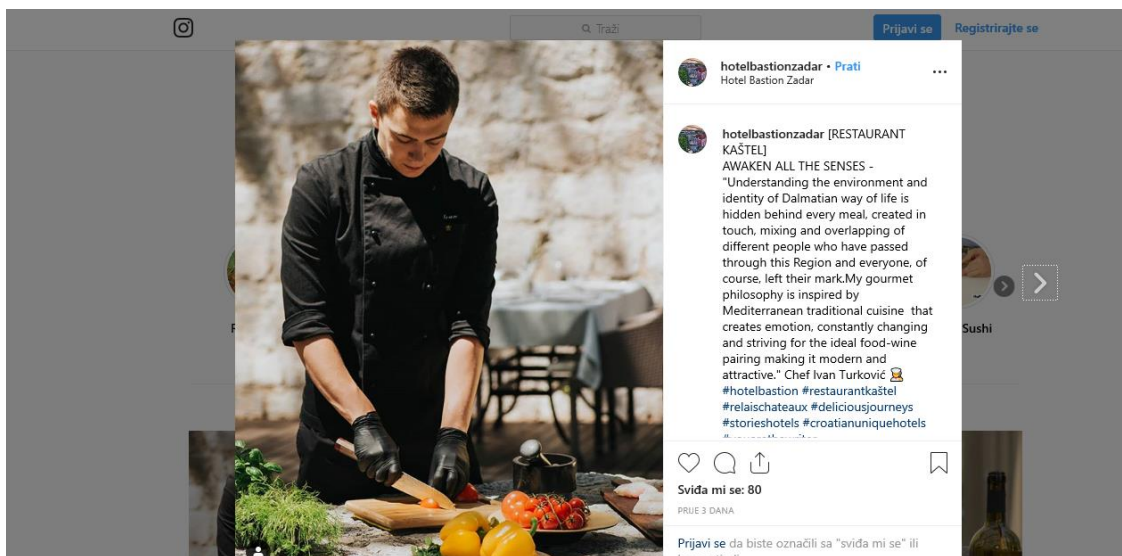 Traži
Prijavi se
Registrirajte se
hotelbastionzadar • Prati
Hotel Bastion Zadar
hotelbastionzadar [RESTAURANT
KAŠTEL]
AWAKEN ALL THE SENSES -
"Understanding the environment and
identity of Dalmatian way of life is
hidden behind every meal, created in
touch, mixing and overlapping of
different people who have passed
through this Region and everyone, of
course, left their mark.My gourmet
philosophy is inspired by
Mediterranean traditional cuisine that
creates emotion, constantly changing
and striving for the ideal food-wine
pairing making it modern and
attractive." Chef Ivan Turković
#hotelbastion #restaurantkaštel
#relaischateaux #deliciousjourneys
#storieshotels #croatianuniquehotels
Sushi
Sviđa mi se: 80
PRIJE 3 DANA
Prijavi se da biste označili sa "sviđa mi se" ili